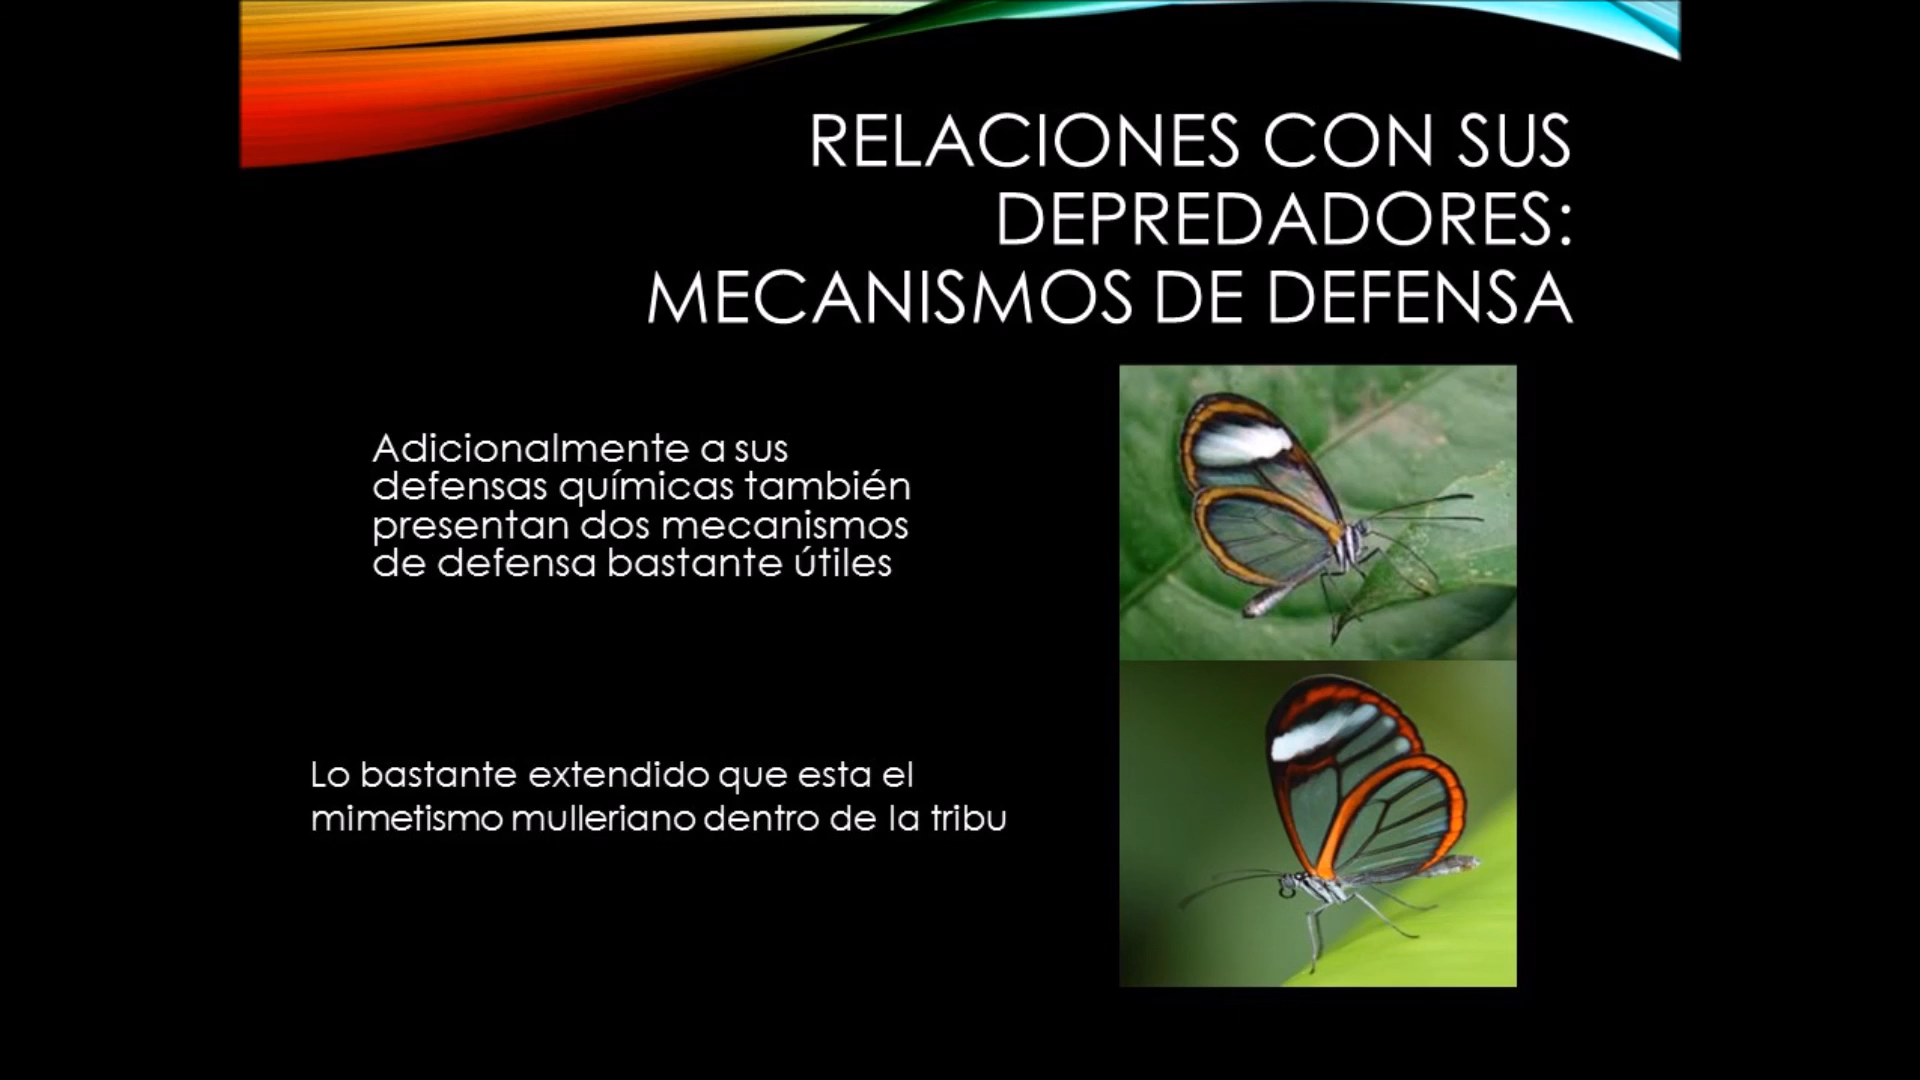 RELACIONES CON SUS
DEPREDADORES:
MECANISMOS DE DEFENSA
Adicionalmente a sus
defensas químicas también
presentan dos mecanismos
de defensa bastante útiles
Lo bastante extendido que esta el
mimetismo mulleriano dentro de la tribu